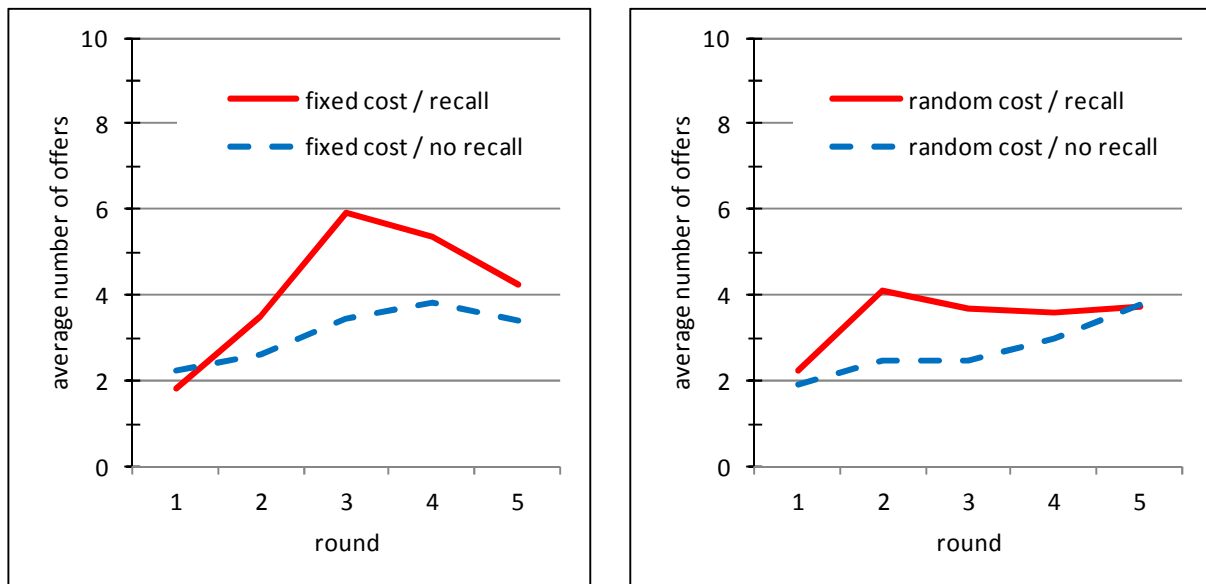 10
8
6
4
2
0
average number of offers
fixed cost / recall
fixed cost / no recall
1 2 3 4 5
round
10
8
6
4
2
0
average number of offers
random cost / recall
random cost / no recall
1 2 3 4 5
round